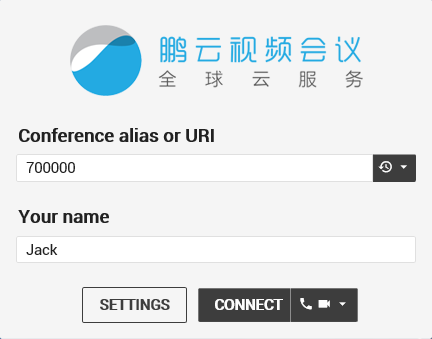 鹏云视频会议
全球云服务
Conference alias or URI
700000
Your name
Jack
SETTINGS CONNECT